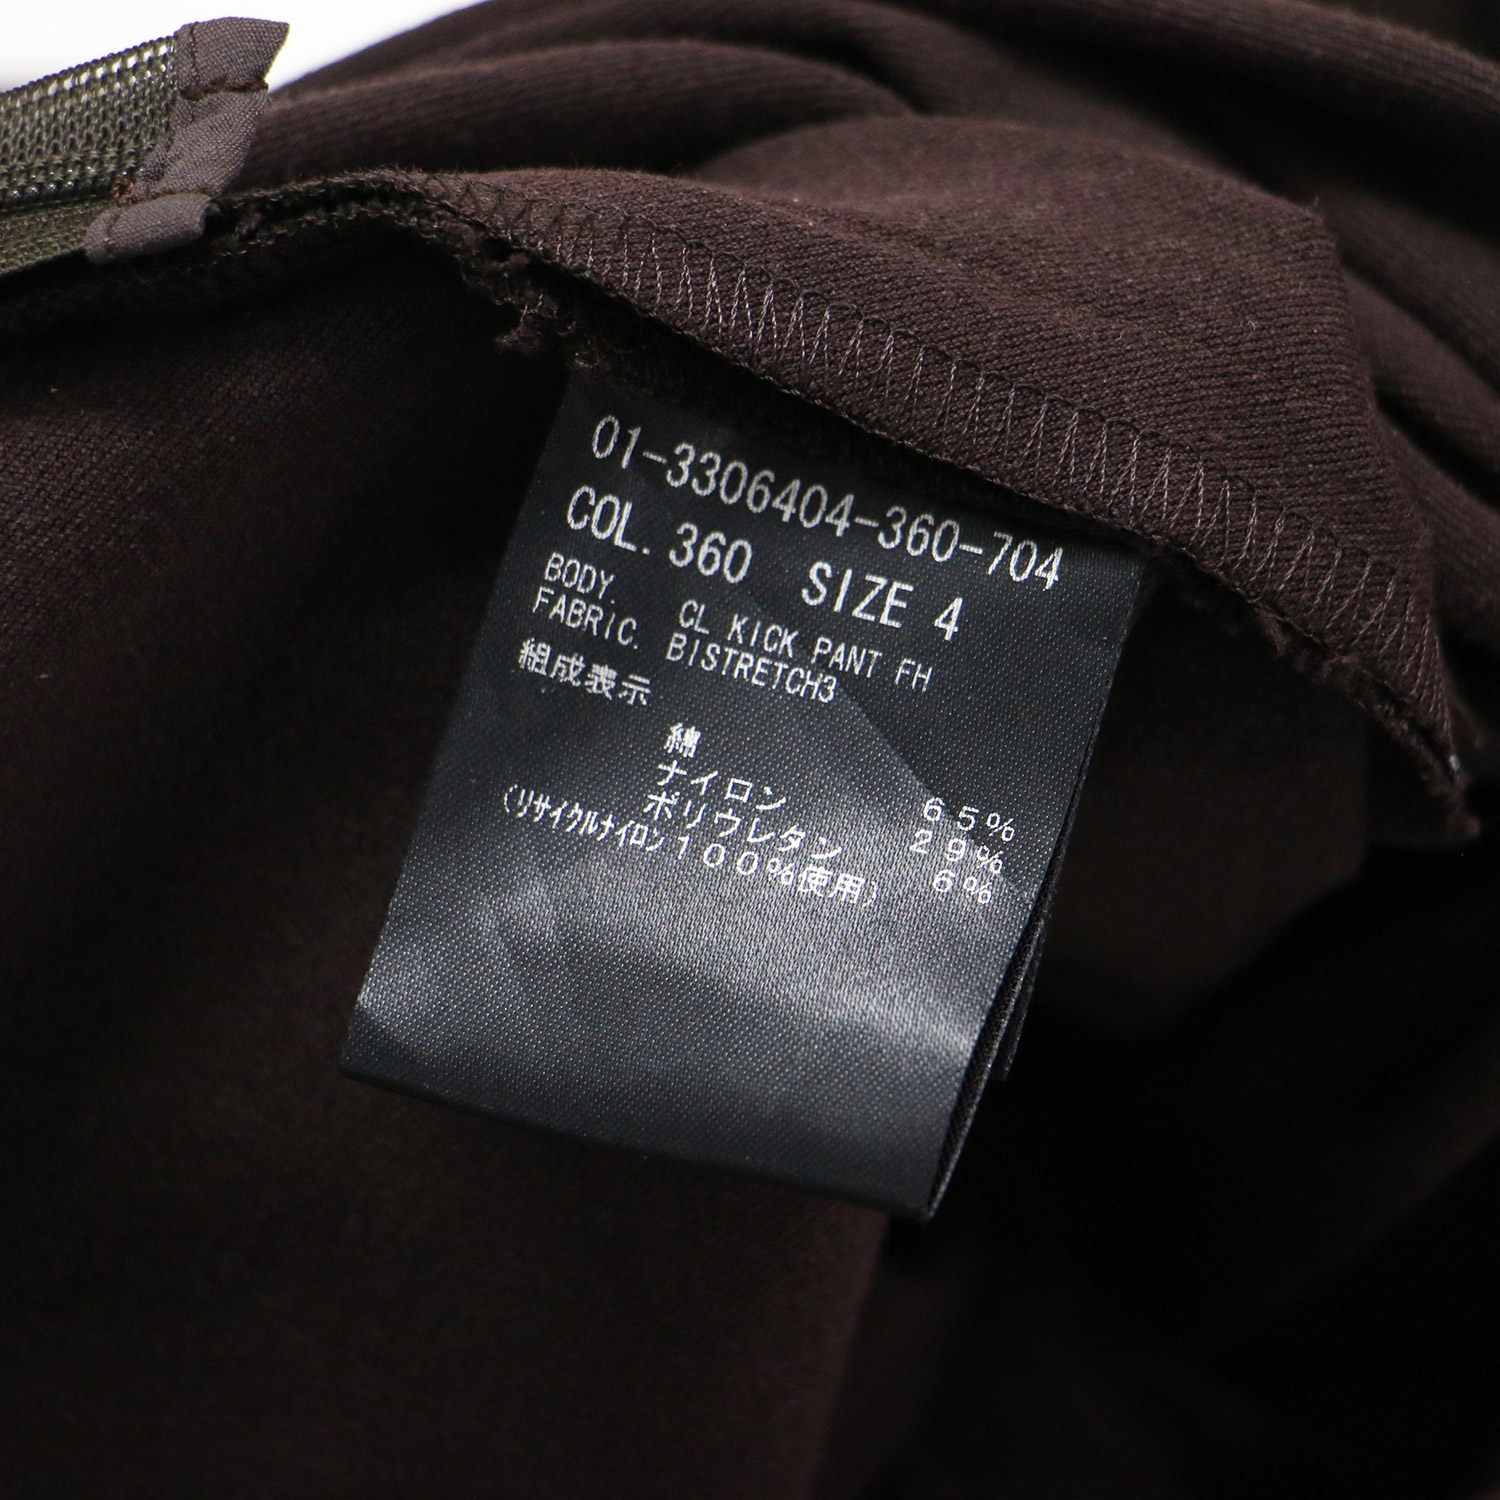 01-3306404-360-704
COL. 360 SIZE 4
BODY. CL KICK PANT FH
FABRIC. BISTRETCH3
組成表示
綿 65%
ナイロン 29%
ポリウレタン 6%
(リサイクルナイロン100%使用)